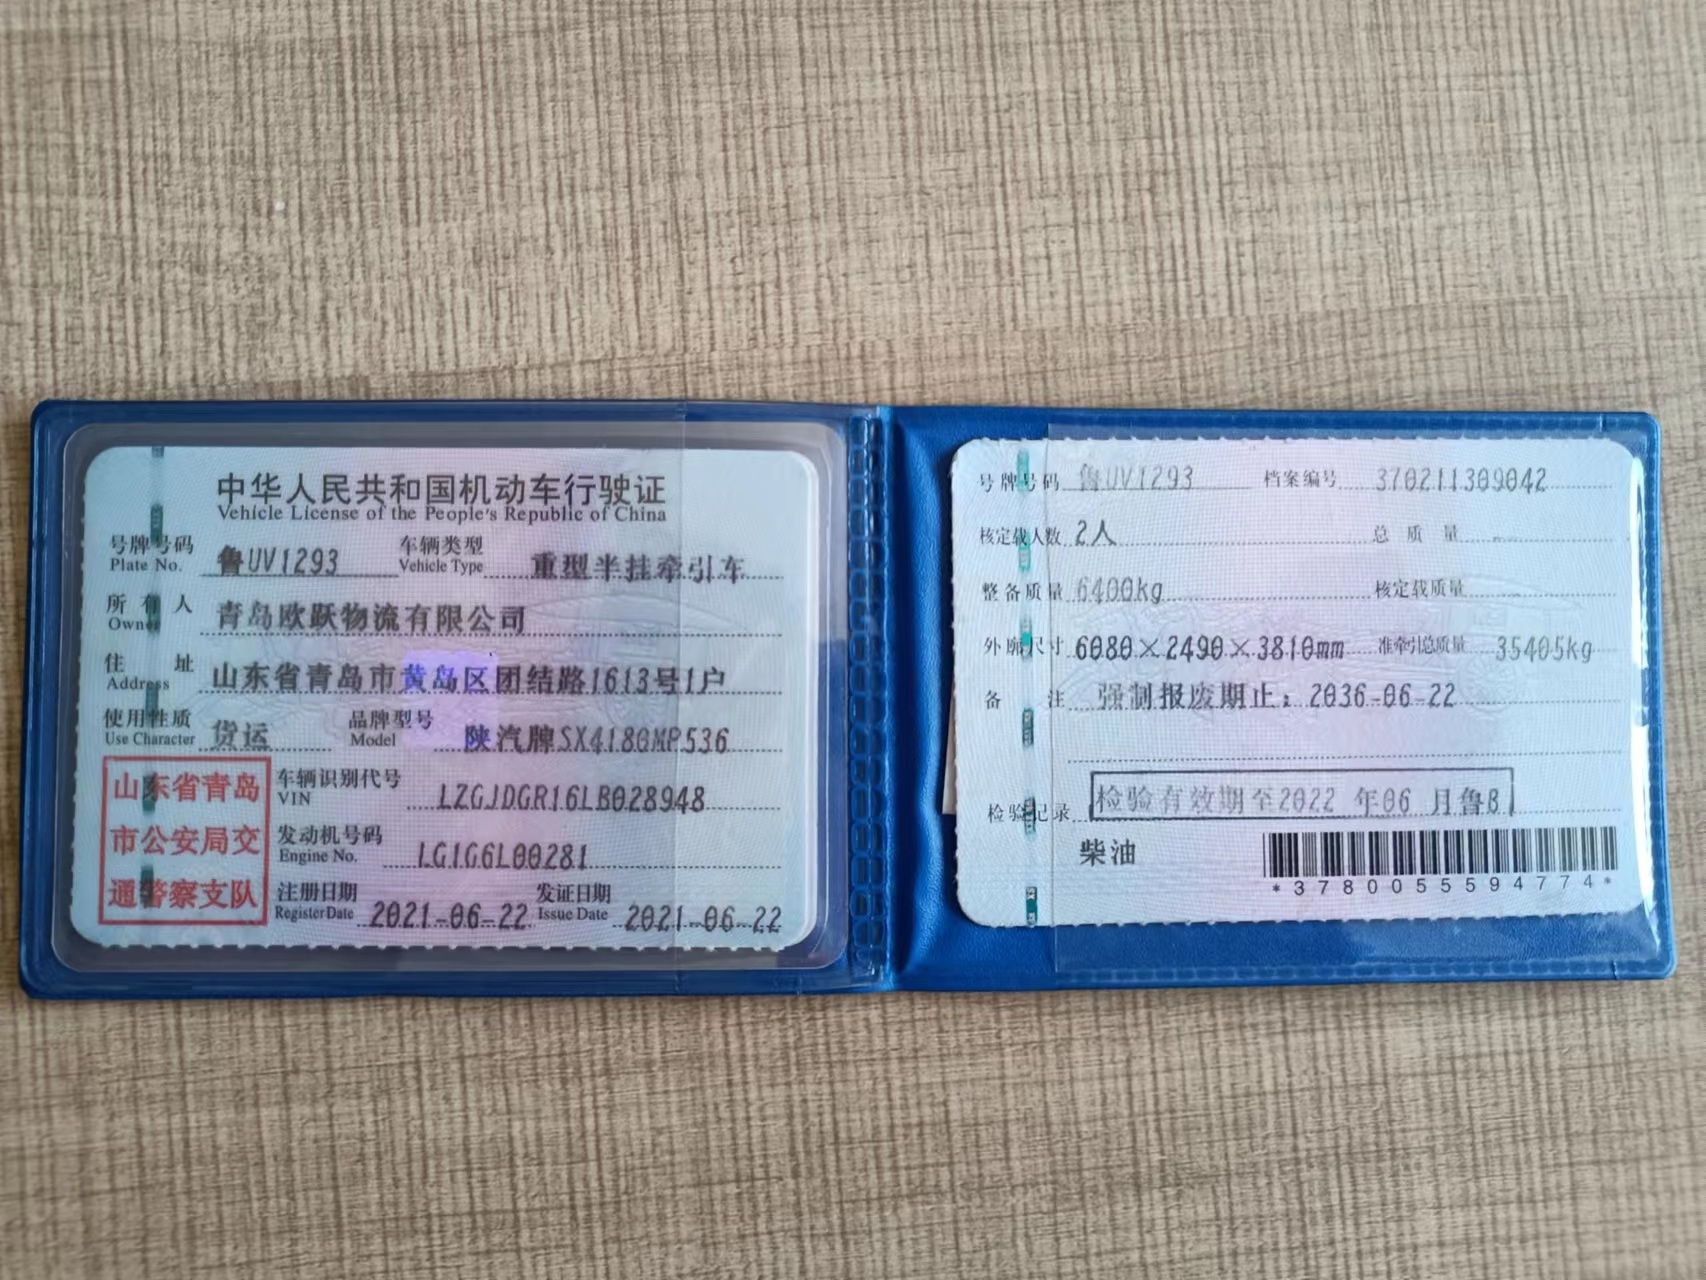 中华人民共和国机动车行驶证
Vehicle License of the People's Republic of China
号牌号码 Plate No. 鲁UV1293 车辆类型 Vehicle Type 重型半挂牵引车
所有人 Owner 青岛欧跃物流有限公司
住址 Address 山东省青岛市黄岛区团结路1613号1户
使用性质 Use Character 货运 品牌型号 Model 陕汽牌SX4180MP536
山东省青岛
市公安局交
通警察支队
车辆识别代号 VIN LZGJDGR16LB028948
发动机号码 Engine No. LG1G6L00281
注册日期 Register Date 2021-06-22 发证日期 Issue Date 2021-06-22
号牌号码 鲁UV1293 档案编号 370211309042
核定载人数 2人 总质量
整备质量 6400kg 核定载质量
外廓尺寸 6080×2490×3810mm 准牵引总质量 35405kg
备注 强制报废期止：2036-06-22
检验记录 检验有效期至2022 年06 月鲁B
柴油
*3780055594774*